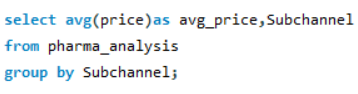 select avg(price)as avg_price,Subchannel
from pharma_analysis
group by Subchannel;